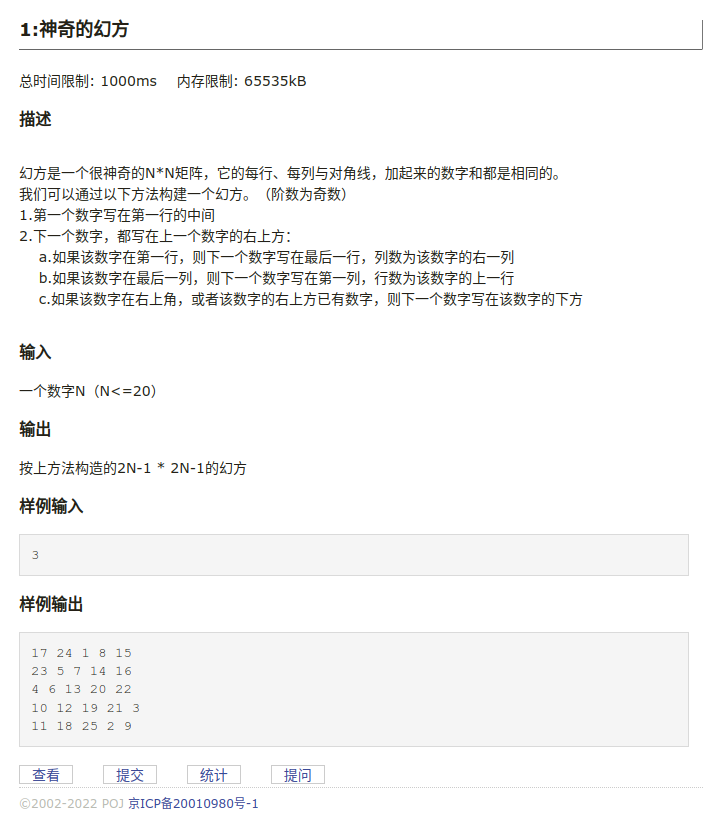 1:神奇的幻方
总时间限制: 1000ms 内存限制: 65535kB
描述
幻方是一个很神奇的N*N矩阵，它的每行、每列与对角线，加起来的数字和都是相同的。
我们可以通过以下方法构建一个幻方。（阶数为奇数）
1.第一个数字写在第一行的中间
2.下一个数字，都写在上一个数字的右上方：
a.如果该数字在第一行，则下一个数字写在最后一行，列数为该数字的右一列
b.如果该数字在最后一列，则下一个数字写在第一列，行数为该数字的上一行
c.如果该数字在右上角，或者该数字的右上方已有数字，则下一个数字写在该数字的下方
输入
一个数字N（N<=20）
输出
按上方法构造的2N-1 * 2N-1的幻方
样例输入
3
样例输出
17 24 1 8 15
23 5 7 14 16
4 6 13 20 22
10 12 19 21 3
11 18 25 2 9
查看 提交 统计 提问
©2002-2022 POJ 京ICP备20010980号-1